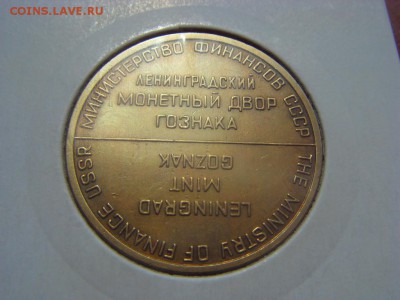 COINS.LAVE.RU
МИНИСТЕРСТВО ФИНАНСОВ СССР
ЛЕНИНГРАДСКИЙ
МОНЕТНЫЙ ДВОР
ГОЗНАКА
THE MINISTRY OF FINANCE USSR
LENINGRAD
MINT
GOZNAK